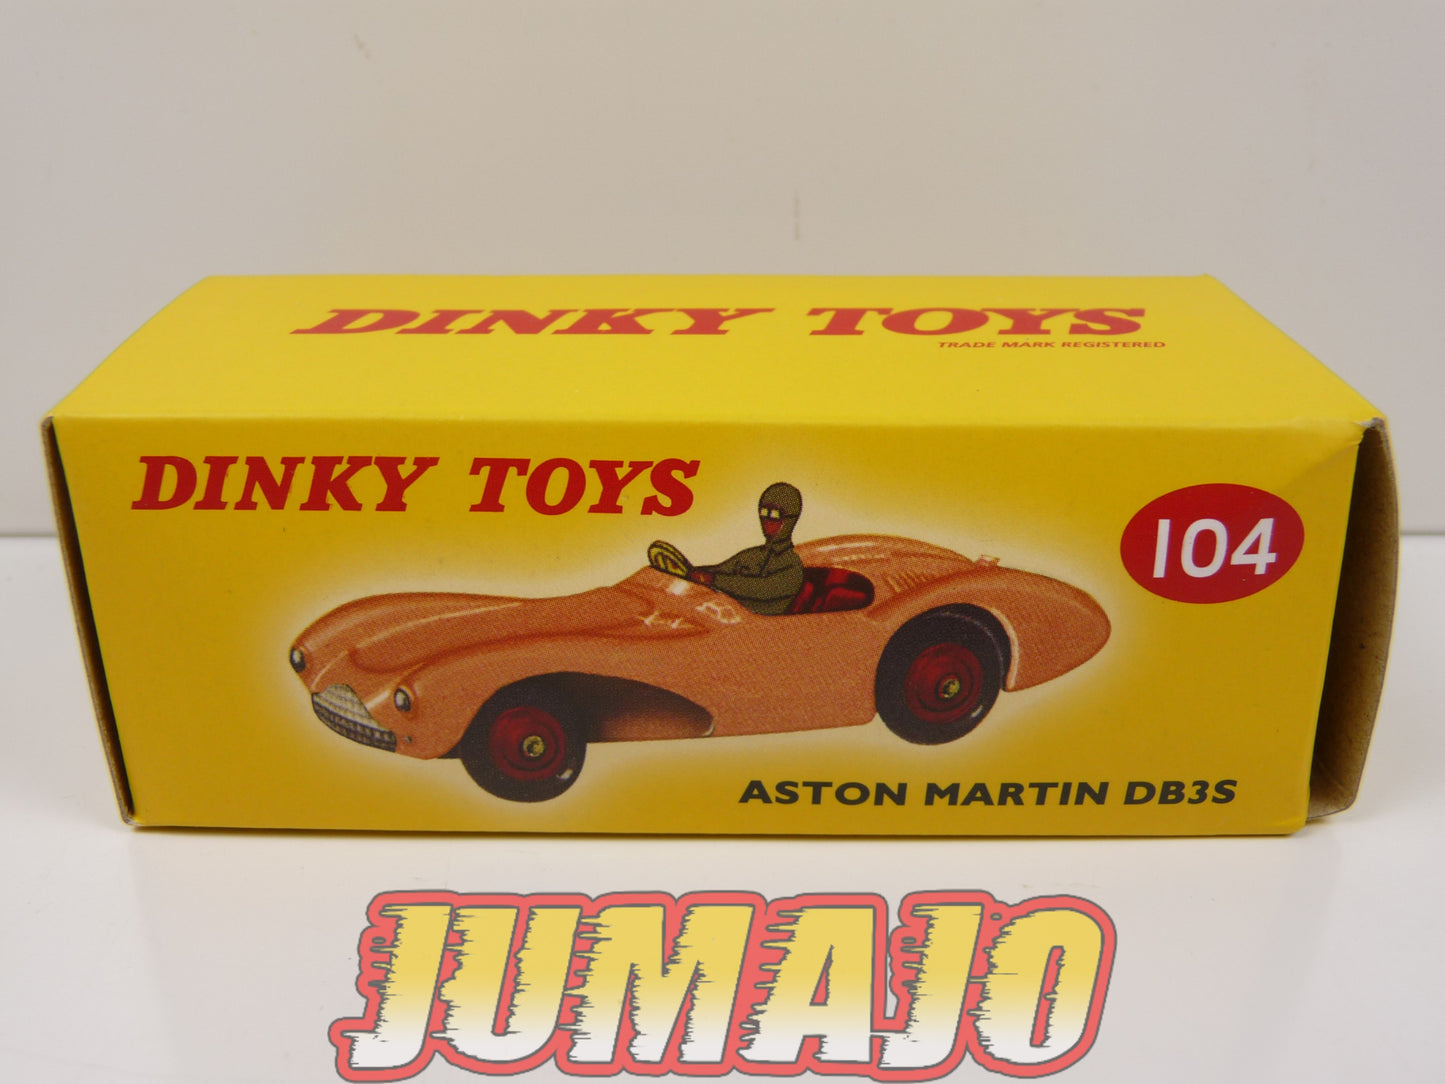 DINKY TOYS
TRADE MARK REGISTERED
DINKY TOYS
104
ASTON MARTIN DB3S
JUMAJO